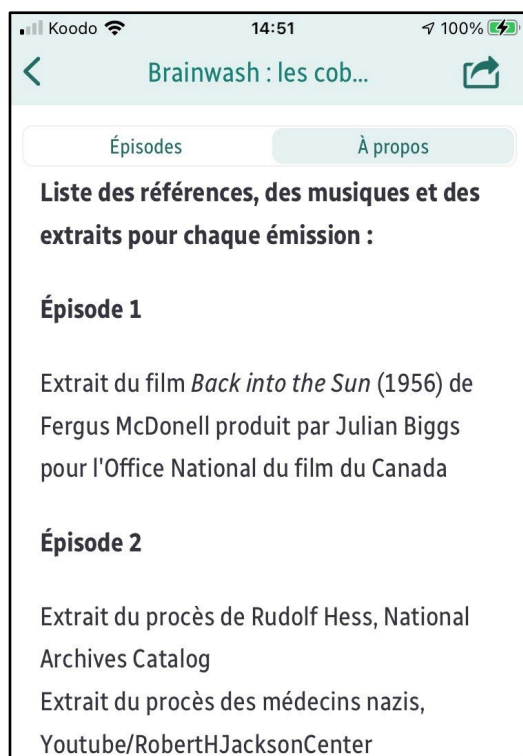 Koodo 14:51 100%
Brainwash : les cob...
Épisodes À propos
Liste des références, des musiques et des
extraits pour chaque émission :
Épisode 1
Extrait du film Back into the Sun (1956) de
Fergus McDonell produit par Julian Biggs
pour l'Office National du film du Canada
Épisode 2
Extrait du procès de Rudolf Hess, National
Archives Catalog
Extrait du procès des médecins nazis,
Youtube/RobertHJacksonCenter